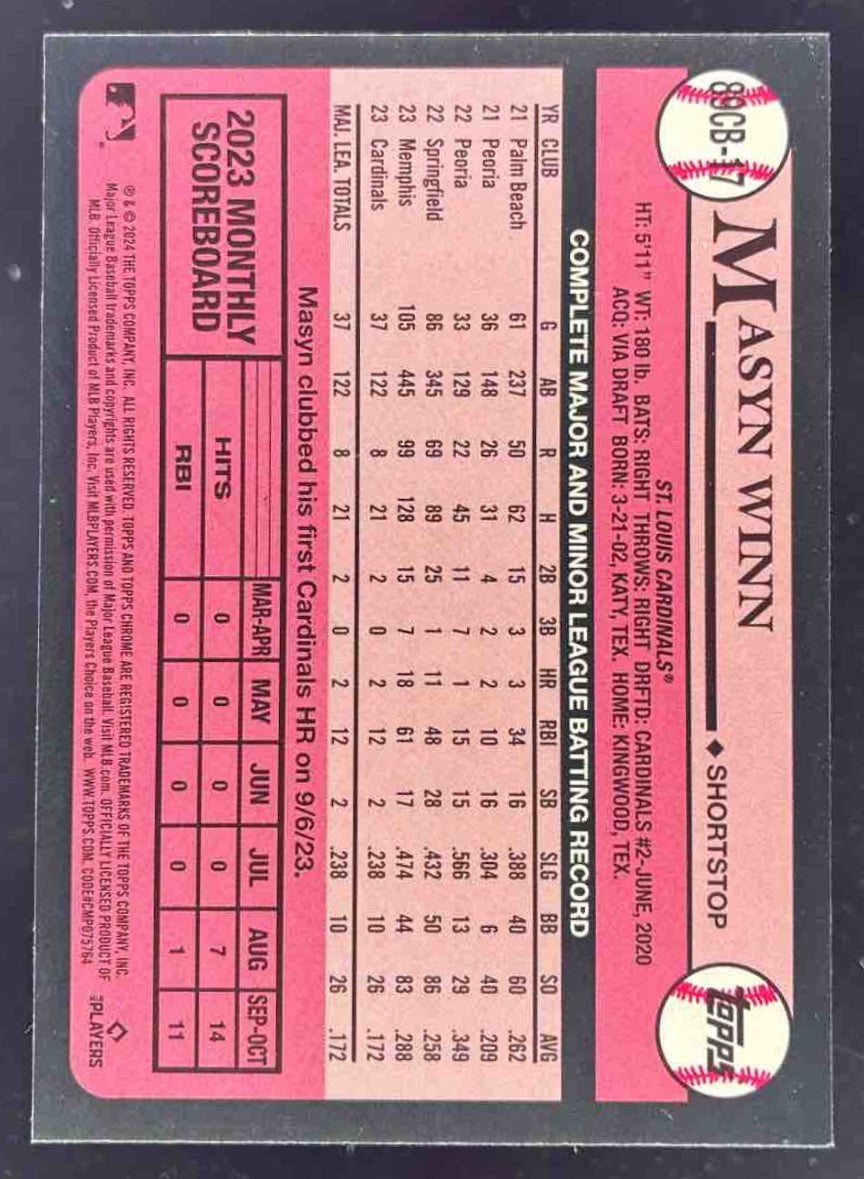 89CB-17
MASYN WINN ◆ SHORTSTOP
topps
ST. LOUIS CARDINALS®
HT: 5'11" WT: 180 lb. BATS: RIGHT THROWS: RIGHT DRFTD: CARDINALS #2-JUNE, 2020
ACQ: VIA DRAFT BORN: 3-21-02, KATY, TEX. HOME: KINGWOOD, TEX.
COMPLETE MAJOR AND MINOR LEAGUE BATTING RECORD
YR CLUB G AB R H 2B 3B HR RBI SB SLG BB SO AVG
21 Palm Beach 61 237 50 62 15 3 3 34 16 .388 40 60 .262
21 Peoria 36 148 26 31 4 2 2 10 16 .304 6 40 .209
22 Peoria 33 129 22 45 11 7 1 15 15 .566 13 29 .349
22 Springfield 86 345 69 89 25 1 11 48 28 .432 50 86 .258
23 Memphis 105 445 99 128 15 7 18 61 17 .474 44 83 .288
23 Cardinals 37 122 8 21 2 0 2 12 2 .238 10 26 .172
MAJ. LEA. TOTALS 37 122 8 21 2 0 2 12 2 .238 10 26 .172
Masyn clubbed his first Cardinals HR on 9/6/23.
2023 MONTHLY
SCOREBOARD
MAR-APR MAY JUN JUL AUG SEP-OCT
HITS 0 0 0 0 7 14
RBI 0 0 0 0 1 11
® & © 2024 THE TOPPS COMPANY, INC. ALL RIGHTS RESERVED. TOPPS AND TOPPS CHROME ARE REGISTERED TRADEMARKS OF THE TOPPS COMPANY, INC.
Major League Baseball trademarks and copyrights are used with permission of Major League Baseball. Visit MLB.com. OFFICIALLY LICENSED PRODUCT OF
MLB. Officially Licensed Product of MLB Players, Inc. Visit MLBPLAYERS.COM, the Players Choice on the web. WWW.TOPPS.COM. CODE#CMP075764
MLB PLAYERS